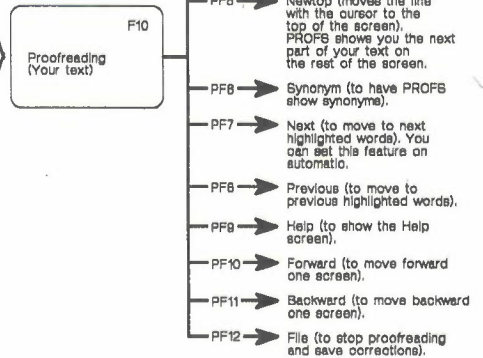 F10
Proofreading
(Your text)
PF5 Newtop (moves the line
with the cursor to the
top of the screen).
PROFS shows you the next
part of your text on
the rest of the screen.
PF6 Synonym (to have PROFS
show synonyms).
PF7 Next (to move to next
highlighted words). You
can set this feature on
automatic.
PF8 Previous (to move to
previous highlighted words).
PF9 Help (to show the Help
screen).
PF10 Forward (to move forward
one screen).
PF11 Backward (to move backward
one screen).
PF12 File (to stop proofreading
and save corrections).